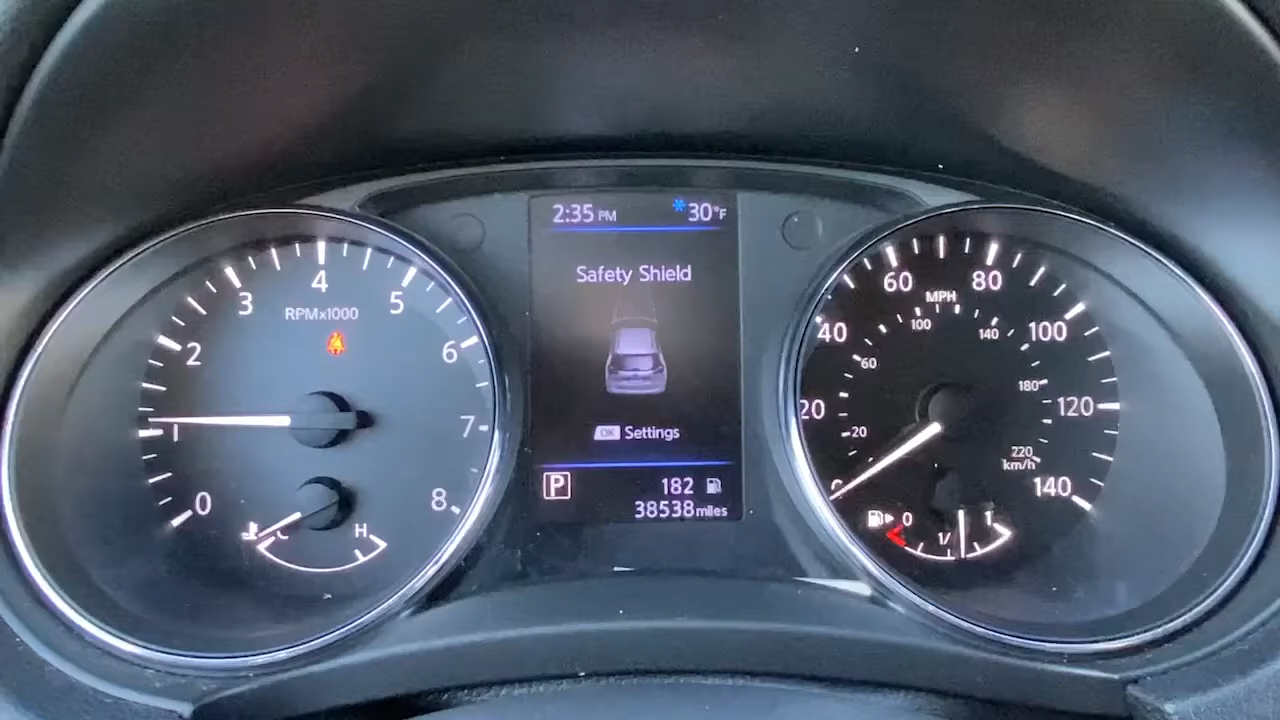 2:35 PM
30°F
Safety Shield
OK Settings
P
182
38538 miles
0
1
2
3
4
5
6
7
8
RPMx1000
H
0
20
40
60
80
100
120
140
MPH
20
60
100
140
180
220
km/h
0
1